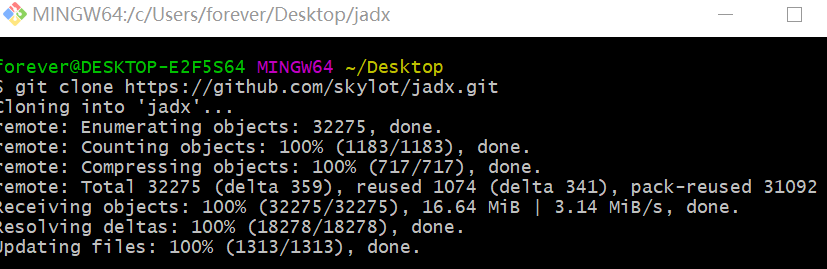 MINGW64:/c/Users/forever/Desktop/jadx
forever@DESKTOP-E2F5S64 MINGW64 ~/Desktop
$ git clone https://github.com/skylot/jadx.git
Cloning into 'jadx'...
remote: Enumerating objects: 32275, done.
remote: Counting objects: 100% (1183/1183), done.
remote: Compressing objects: 100% (717/717), done.
remote: Total 32275 (delta 359), reused 1074 (delta 341), pack-reused 31092
Receiving objects: 100% (32275/32275), 16.64 MiB | 3.14 MiB/s, done.
Resolving deltas: 100% (18278/18278), done.
Updating files: 100% (1313/1313), done.